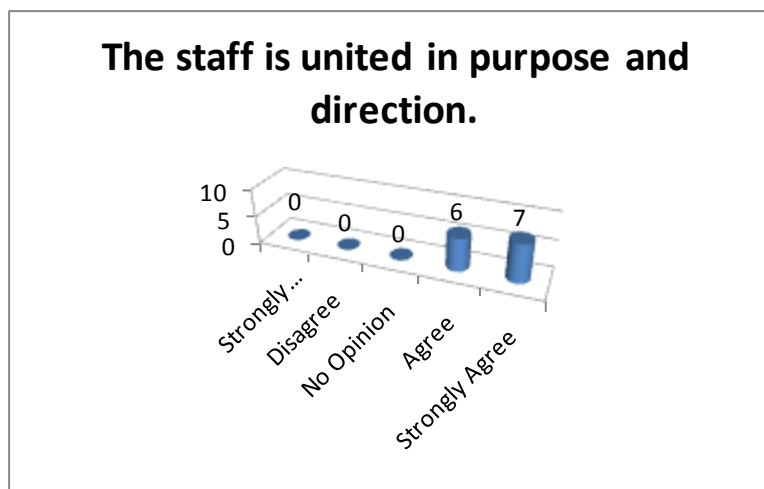 The staff is united in purpose and
direction.
10
5
0
0
0
0
6
7
Strongly ...
Disagree
No Opinion
Agree
Strongly Agree